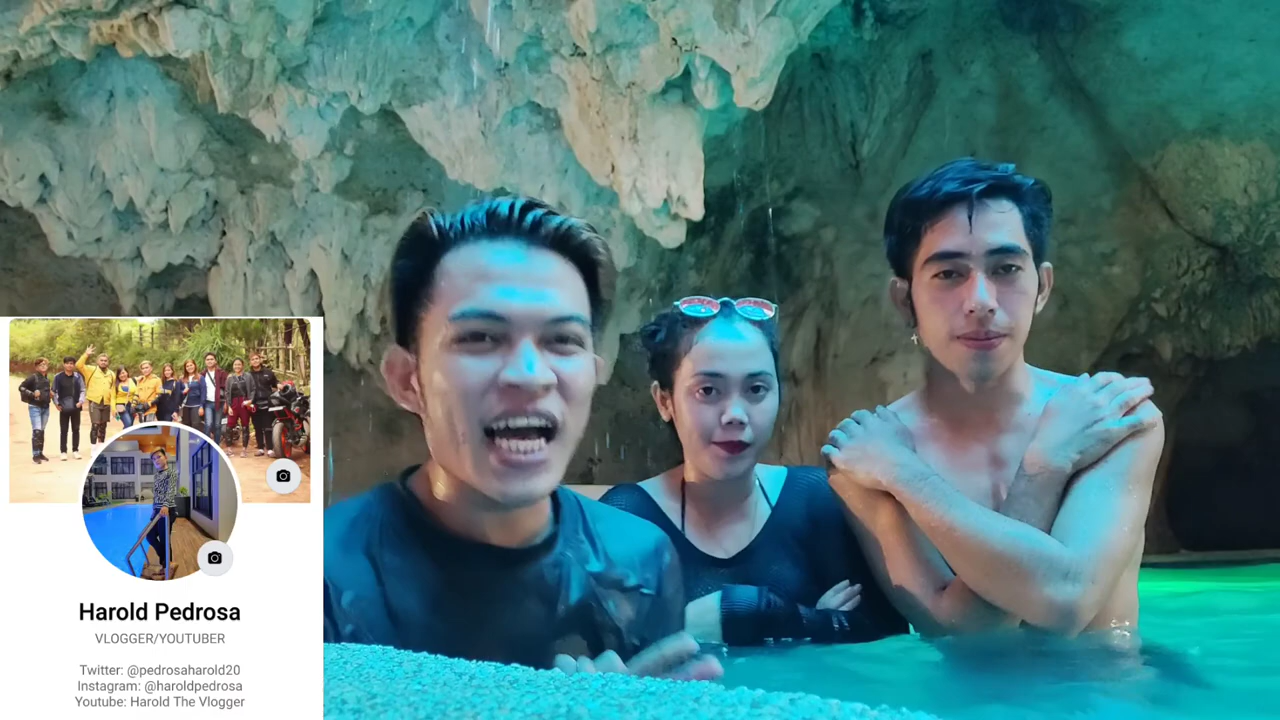 Harold Pedrosa
VLOGGER/YOUTUBER
Twitter: @pedrosaharold20
Instagram: @haroldpedrosa
Youtube: Harold The Vlogger